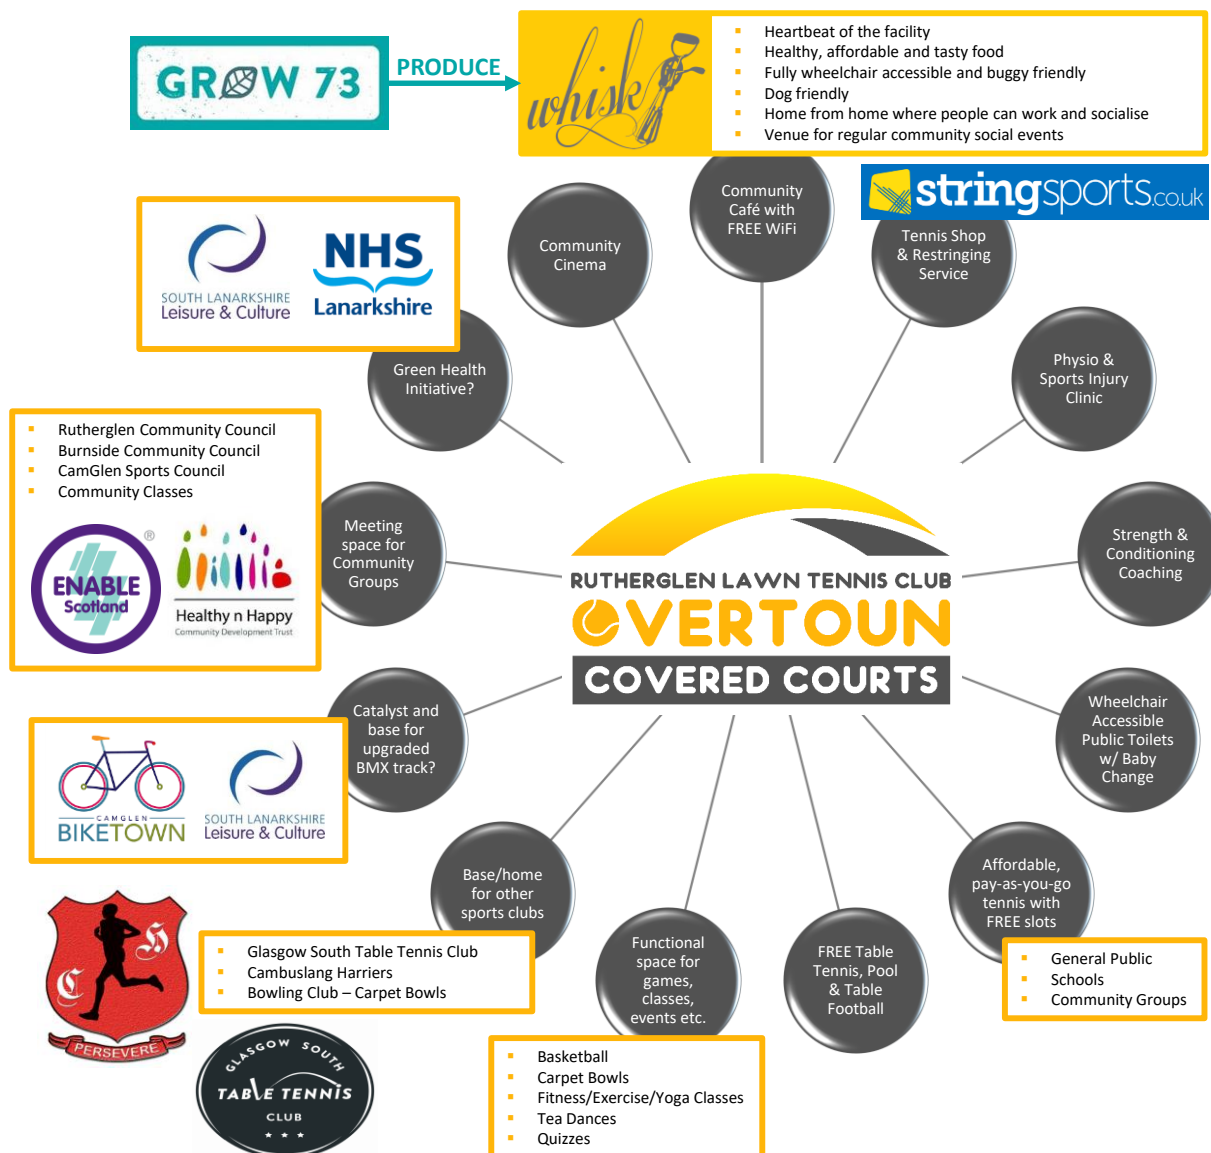 GROW 73
PRODUCE
whisk
▪ Heartbeat of the facility
▪ Healthy, affordable and tasty food
▪ Fully wheelchair accessible and buggy friendly
▪ Dog friendly
▪ Home from home where people can work and socialise
▪ Venue for regular community social events
stringsports.co.uk
SOUTH LANARKSHIRE
Leisure & Culture
NHS
Lanarkshire
Community
Cinema
Community
Café with
FREE WiFi
Tennis Shop
& Restringing
Service
Physio &
Sports Injury
Clinic
Green Health
Initiative?
▪ Rutherglen Community Council
▪ Burnside Community Council
▪ CamGlen Sports Council
▪ Community Classes
ENABLE
Scotland
®
Healthy n Happy
Community Development Trust
Meeting
space for
Community
Groups
Strength &
Conditioning
Coaching
RUTHERGLEN LAWN TENNIS CLUB
OVERTOUN
COVERED COURTS
Catalyst and
base for
upgraded
BMX track?
Wheelchair
Accessible
Public Toilets
w/ Baby
Change
CAMGLEN
BIKETOWN
SOUTH LANARKSHIRE
Leisure & Culture
Base/home
for other
sports clubs
Affordable,
pay-as-you-go
tennis with
FREE slots
C H
PERSEVERE
▪ Glasgow South Table Tennis Club
▪ Cambuslang Harriers
▪ Bowling Club – Carpet Bowls
Functional
space for
games,
classes,
events etc.
FREE Table
Tennis, Pool
& Table
Football
▪ General Public
▪ Schools
▪ Community Groups
GLASGOW SOUTH
TABLE TENNIS
CLUB
▪ Basketball
▪ Carpet Bowls
▪ Fitness/Exercise/Yoga Classes
▪ Tea Dances
▪ Quizzes